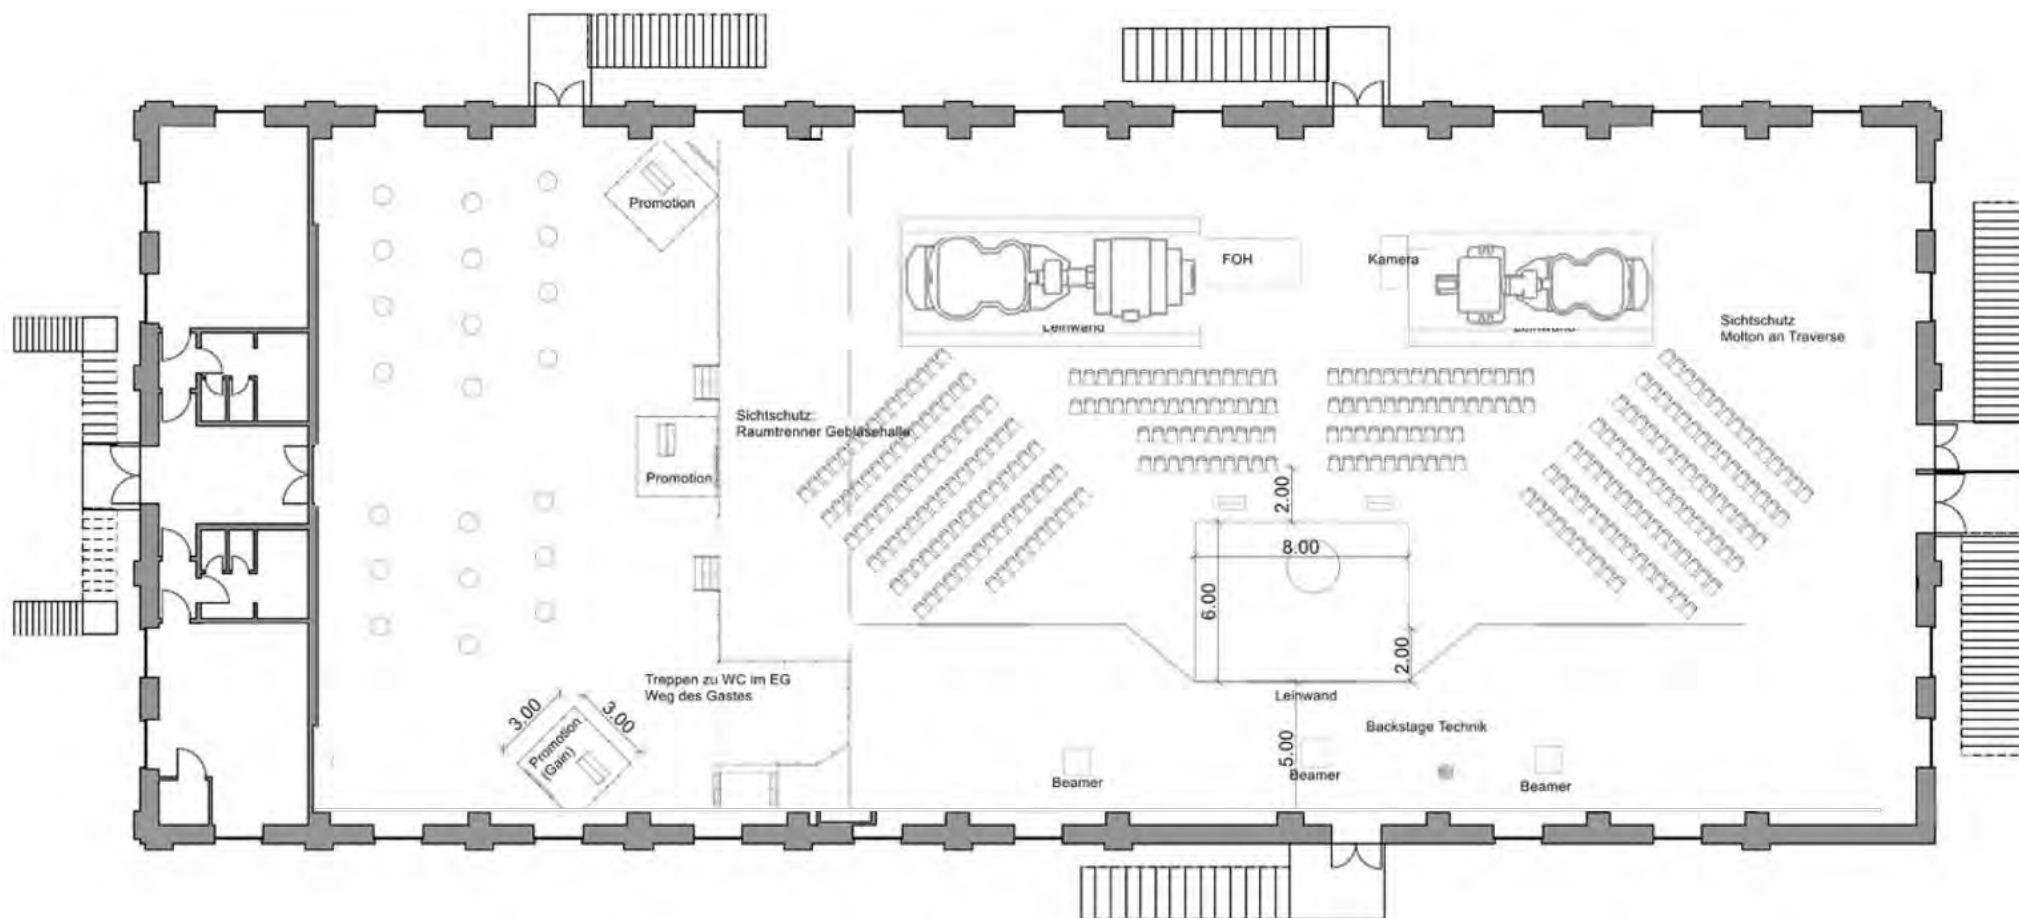 Promotion
FOH
Kamera
Leinwand
Leinwand
Sichtschutz
Molton an Traverse
Sichtschutz:
Raumtrenner Gebläsehalle
Promotion
2.00
8.00
6.00
2.00
Treppen zu WC im EG
Weg des Gastes
Leinwand
3.00
3.00
Promotion
(Gain)
Backstage Technik
5.00
Beamer
Beamer
Beamer